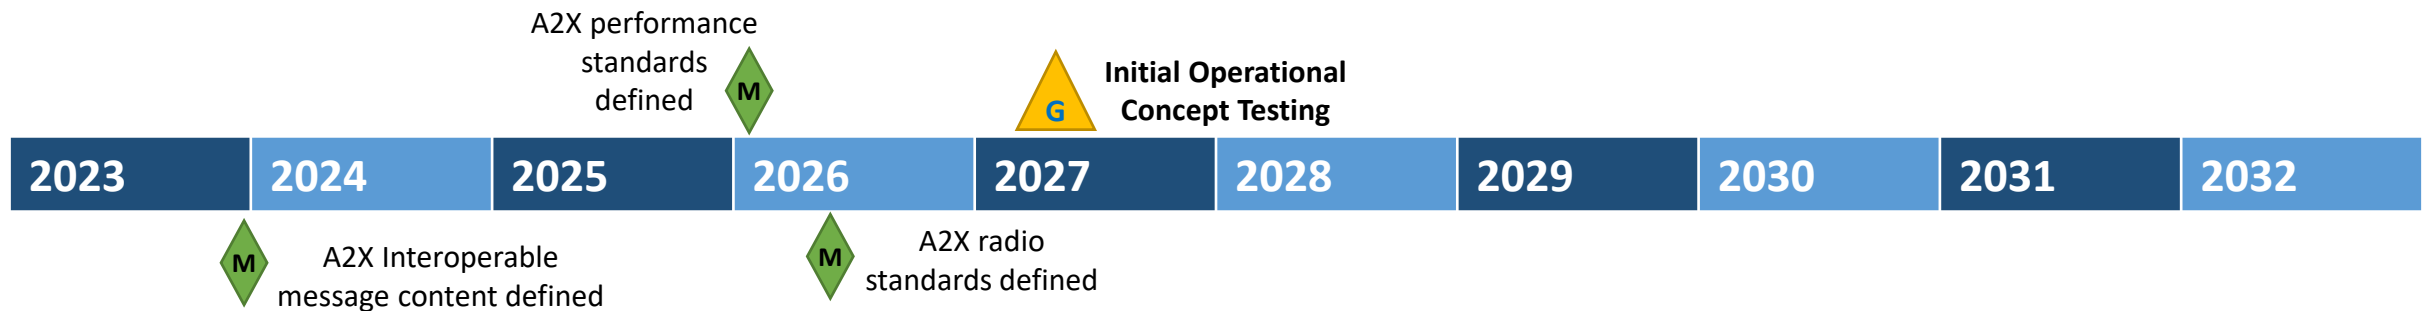 A2X performance
standards
defined
M
G
Initial Operational
Concept Testing
2023 2024 2025 2026 2027 2028 2029 2030 2031 2032
M
A2X Interoperable
message content defined
M
A2X radio
standards defined